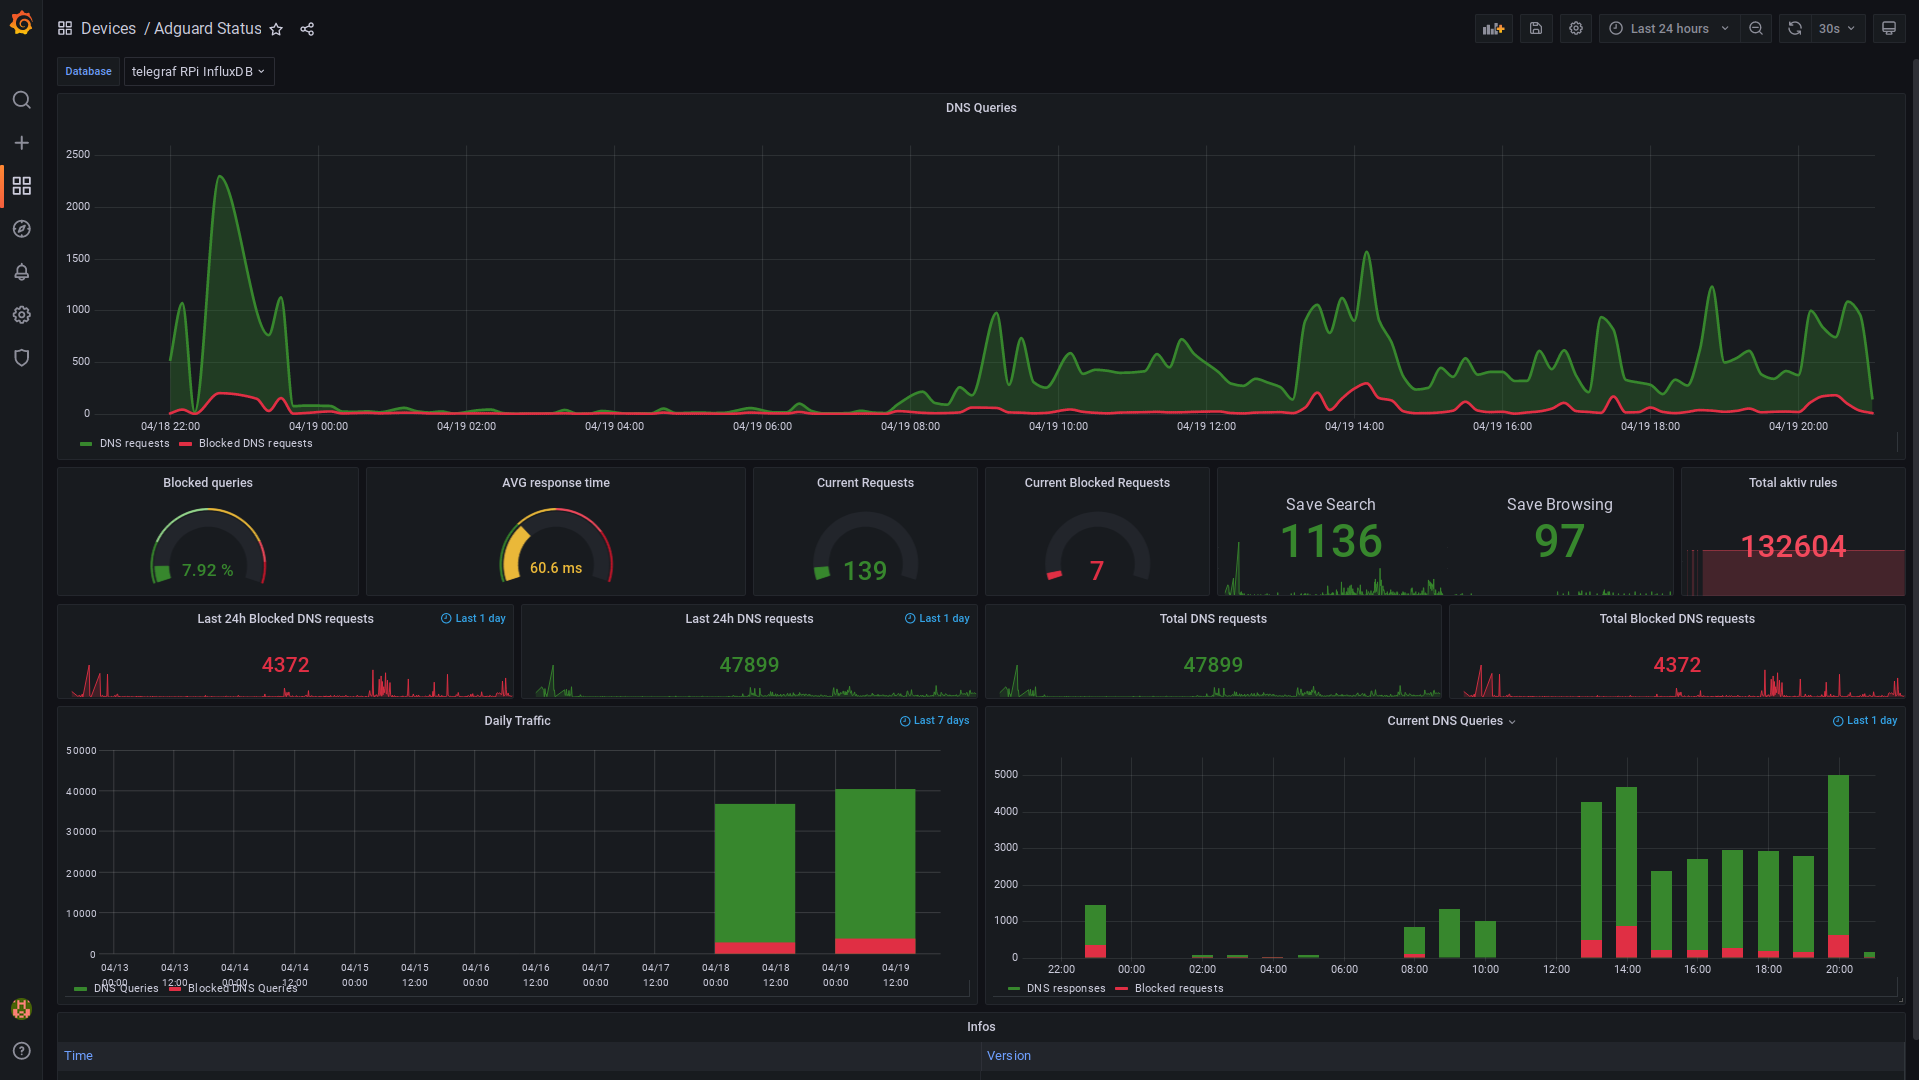 Devices / Adguard Status
Last 24 hours
30s
Database
telegraf RPi InfluxDB
DNS Queries
2500
2000
1500
1000
500
0
04/18 22:00 04/19 00:00 04/19 02:00 04/19 04:00 04/19 06:00 04/19 08:00 04/19 10:00 04/19 12:00 04/19 14:00 04/19 16:00 04/19 18:00 04/19 20:00
DNS requests Blocked DNS requests
Blocked queries
7.92 %
AVG response time
60.6 ms
Current Requests
139
Current Blocked Requests
7
Save Search
1136
Save Browsing
97
Total aktiv rules
132604
Last 24h Blocked DNS requests
Last 1 day
4372
Last 24h DNS requests
Last 1 day
47899
Total DNS requests
47899
Total Blocked DNS requests
4372
Daily Traffic
Last 7 days
50000
40000
30000
20000
10000
0
04/13 04/13 04/14 04/14 04/15 04/15 04/16 04/16 04/17 04/17 04/18 04/18 04/19 04/19
00:00 12:00 00:00 12:00 00:00 12:00 00:00 12:00 00:00 12:00 00:00 12:00 00:00 12:00
DNS Queries Blocked DNS Queries
Current DNS Queries
Last 1 day
5000
4000
3000
2000
1000
0
22:00 00:00 02:00 04:00 06:00 08:00 10:00 12:00 14:00 16:00 18:00 20:00
DNS responses Blocked requests
Infos
Time Version